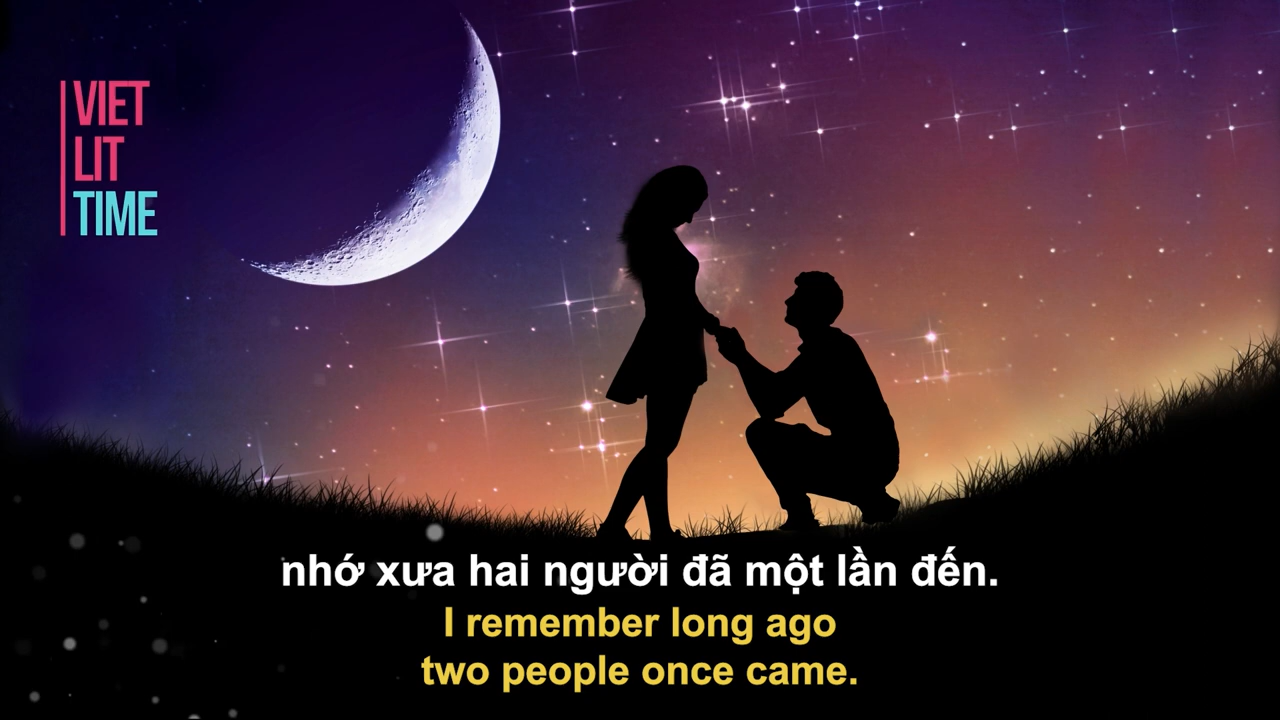 VIET
LIT
TIME
nhớ xưa hai người đã một lần đến.
I remember long ago
two people once came.